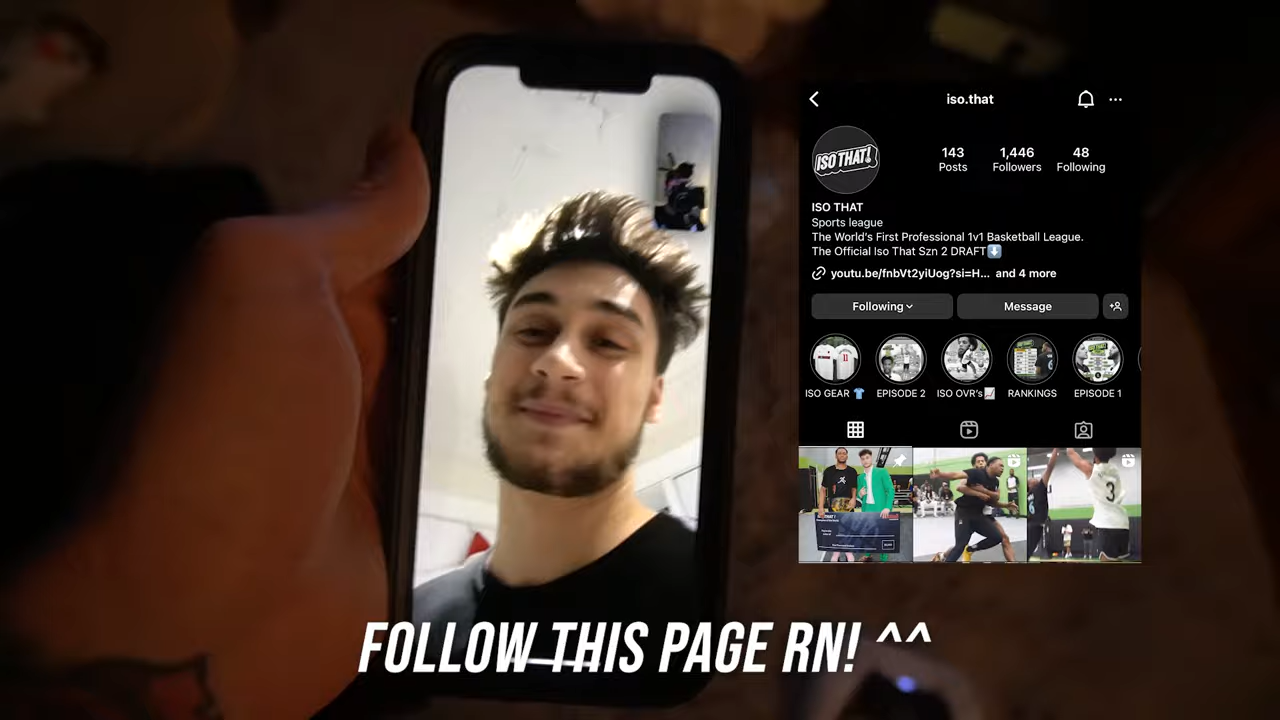 iso.that
ISO THAT!
143
1,446
48
Posts
Followers
Following
ISO THAT
Sports league
The World's First Professional 1v1 Basketball League.
The Official Iso That Szn 2 DRAFT⬇️
youtu.be/fnbVt2yiUog?si=H... and 4 more
Following
Message
ISO GEAR 👕
EPISODE 2
ISO OVR's📈
RANKINGS
EPISODE 1
3
FOLLOW THIS PAGE RN! ^^